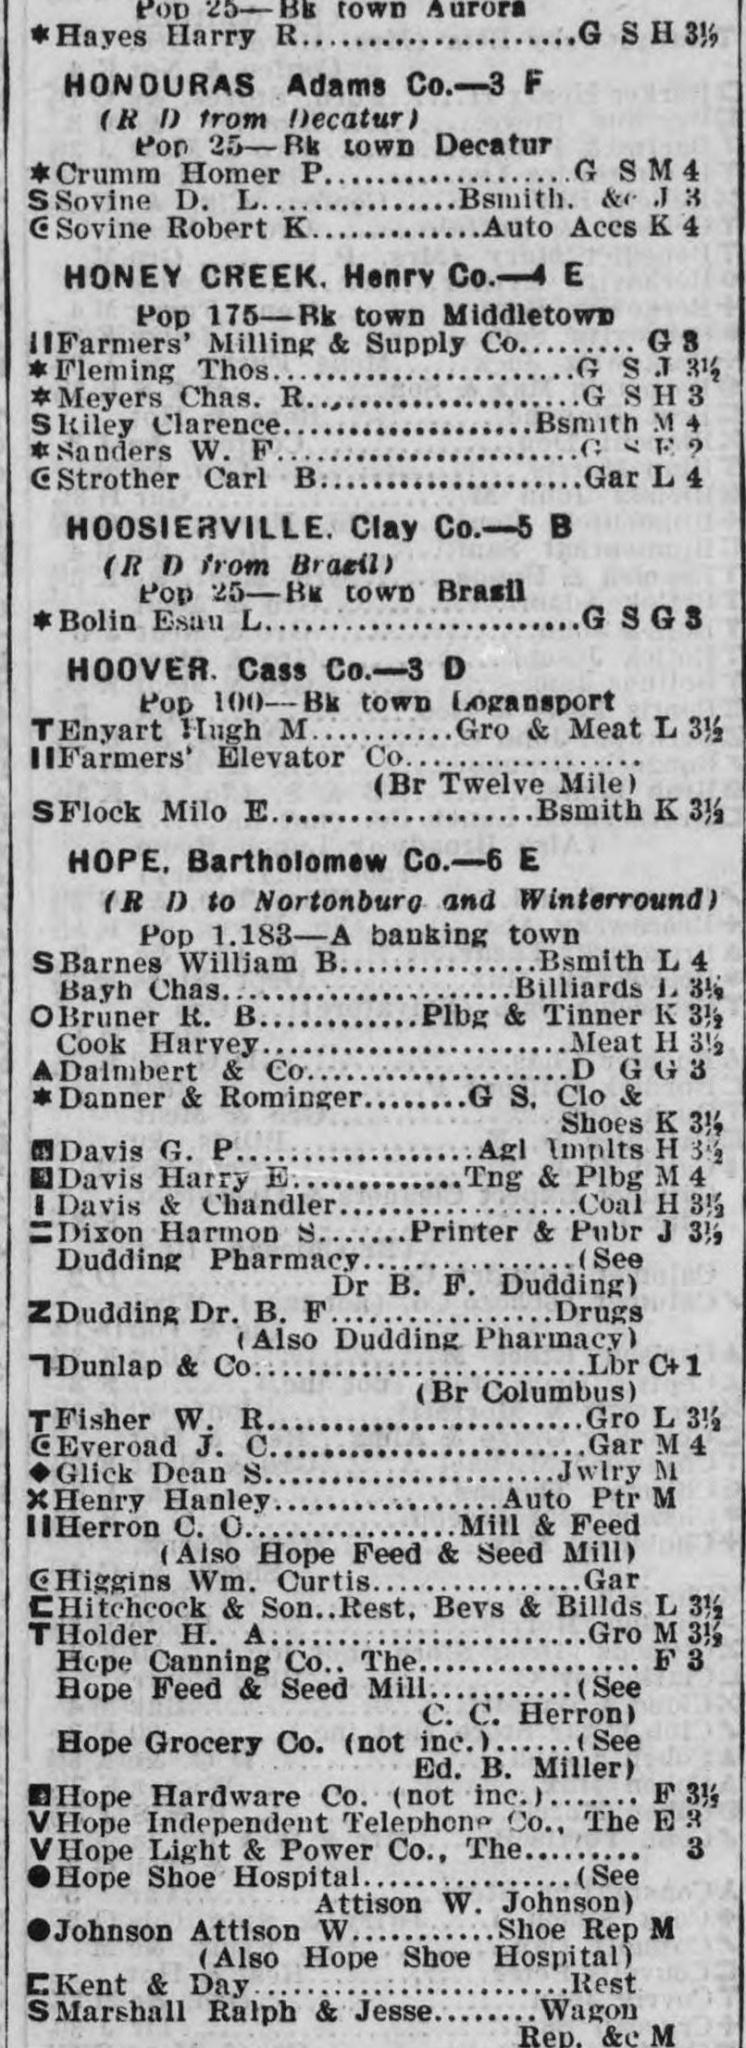 Pop 25—Bk town Aurora
*Hayes Harry R....................G S H 3½
HONDURAS Adams Co.—3 F
(R D from Decatur)
Pop 25—Bk town Decatur
*Crumm Homer P..................G S M 4
S Sovine D. L..............Bsmith. &c J 3
G Sovine Robert K............Auto Accs K 4
HONEY CREEK. Henry Co.—4 E
Pop 175—Bk town Middletown
II Farmers' Milling & Supply Co......... G 3
*Fleming Thos......................G S J 3½
*Meyers Chas. R....................G S H 3
S Riley Clarence..................Bsmith M 4
*Sanders W. F......................G S
G Strother Carl B...................Gar L 4
HOOSIERVILLE. Clay Co.—5 B
(R D from Brazil)
Pop 25—Bk town Brazil
*Bolin Esau L.......................G S G 3
HOOVER. Cass Co.—3 D
Pop 100—Bk town Logansport
T Enyart Hugh M..........Gro & Meat L 3½
II Farmers' Elevator Co.................
(Br Twelve Mile)
S Flock Milo E...................Bsmith K 3½
HOPE. Bartholomew Co.—6 E
(R D to Nortonburg and Winterround)
Pop 1.183—A banking town
S Barnes William B..............Bsmith L 4
Bayh Chas.....................Billiards L 3½
O Bruner R. B............Plbg & Tinner K 3½
Cook Harvey......................Meat H 3½
▲Dalmbert & Co...................D G G 3
*Danner & Rominger........G S, Clo &
Shoes K 3½
Davis G. P..................Agl Implts H 3½
Davis Harry E.............Tng & Plbg M 4
I Davis & Chandler.................Coal H 3½
=Dixon Harmon S.......Printer & Pubr J 3½
Dudding Pharmacy...............(See
Dr B. F. Dudding)
Z Dudding Dr. B. F.................Drugs
(Also Dudding Pharmacy)
Dunlap & Co.........................Lbr C+ 1
(Br Columbus)
T Fisher W. R.......................Gro L 3½
G Everoad J. C......................Gar M 4
◆Glick Dean S.....................Jwlry M
X Henry Hanley................Auto Ptr M
II Herron C. C................Mill & Feed
(Also Hope Feed & Seed Mill)
G Higgins Wm. Curtis................Gar
Hitchcock & Son..Rest, Bevs & Billds L 3½
T Holder H. A.......................Gro M 3½
Hope Canning Co., The................. F 3
Hope Feed & Seed Mill...........(See
C. C. Herron)
Hope Grocery Co. (not inc.)......(See
Ed. B. Miller)
Hope Hardware Co. (not inc.)....... F 3½
V Hope Independent Telephone Co., The E 3
V Hope Light & Power Co., The......... 3
●Hope Shoe Hospital................(See
Attison W. Johnson)
●Johnson Attison W...........Shoe Rep M
(Also Hope Shoe Hospital)
Kent & Day........................Rest
S Marshall Ralph & Jesse........Wagon
Rep. &c M